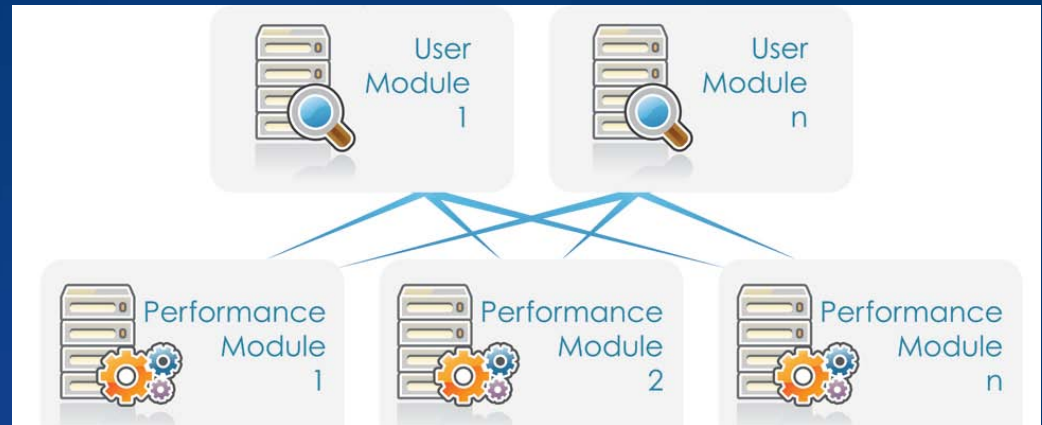 User
Module
1
User
Module
n
Performance
Module
1
Performance
Module
2
Performance
Module
n